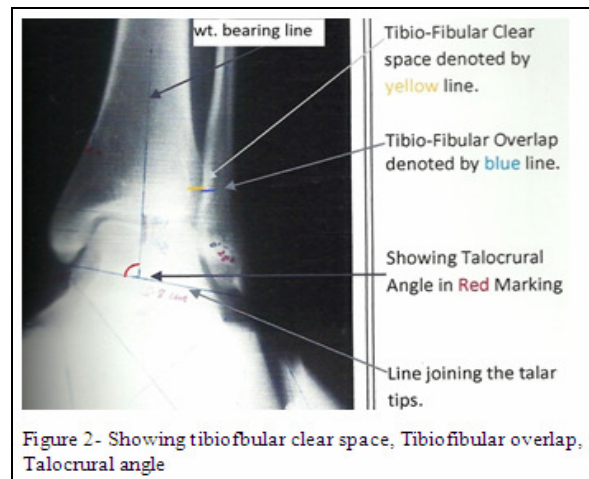 wt. bearing line
Tibio-Fibular Clear
space denoted by
yellow line.
Tibio-Fibular Overlap
denoted by blue line.
Showing Talocrural
Angle in Red Marking
Line joining the talar
tips.
Figure 2- Showing tibiofbular clear space, Tibiofibular overlap,
Talocrural angle